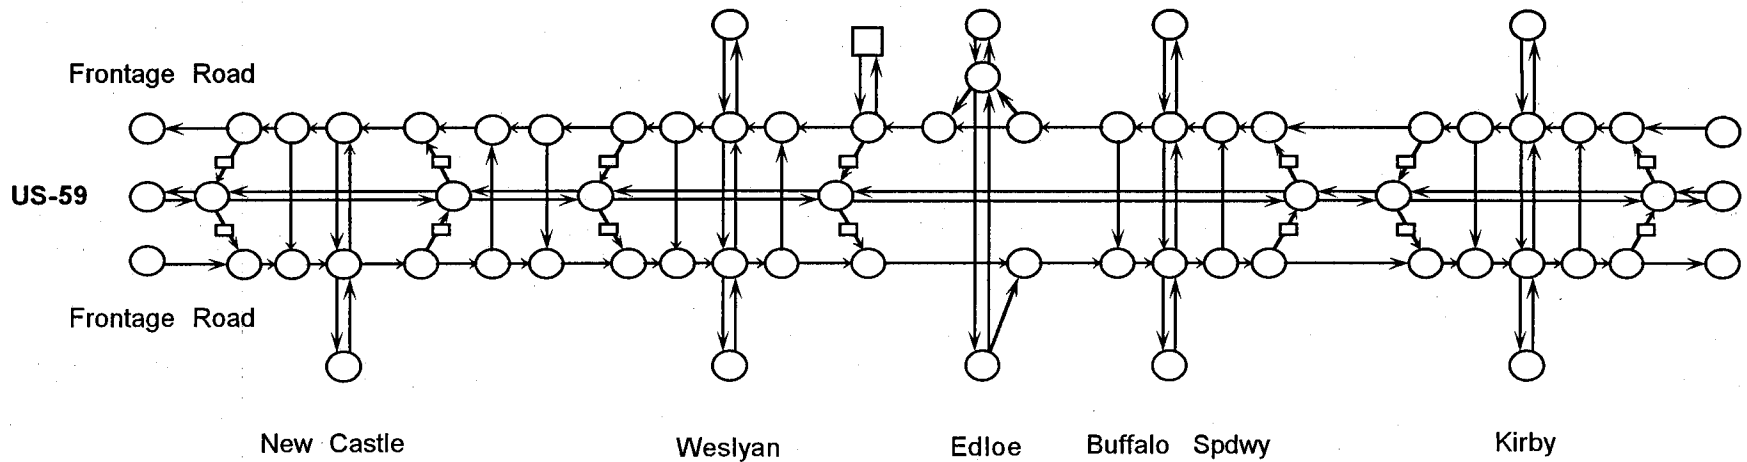 Frontage Road
US-59
Frontage Road
New Castle
Weslyan
Edloe
Buffalo Spdwy
Kirby